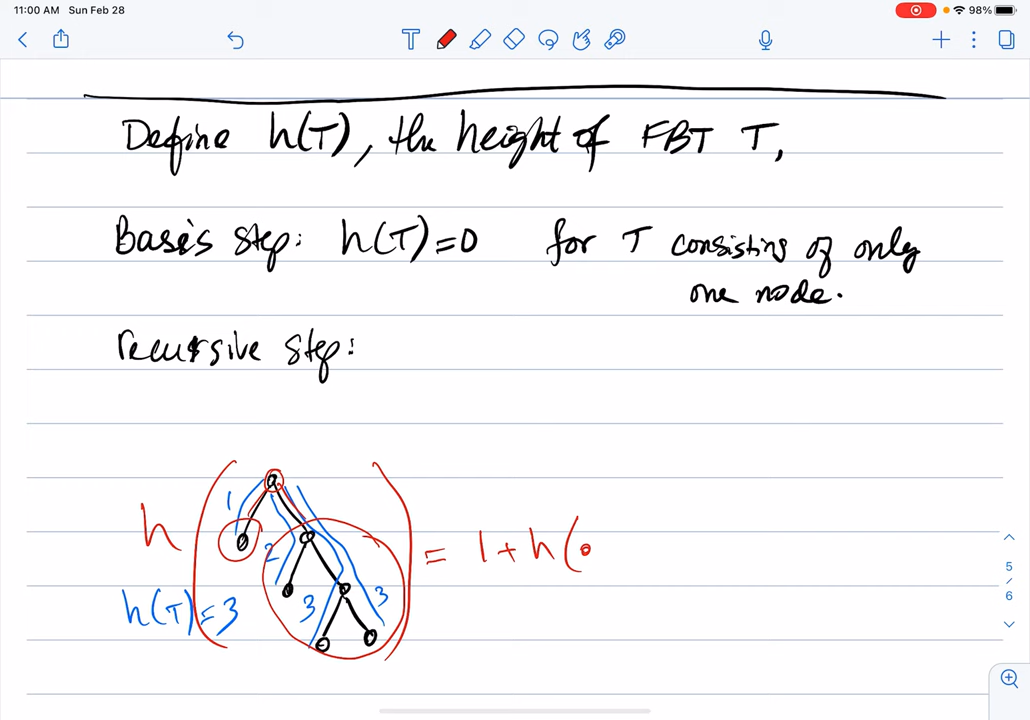 11:00 AM Sun Feb 28
98%
T
Define h(T), the height of FBT T,
Basis step: h(T)=0 for T consisting of only
one node.
recursive step:
h ( ) = 1 + h (
1
2
3
3
h(T)=3
5
6